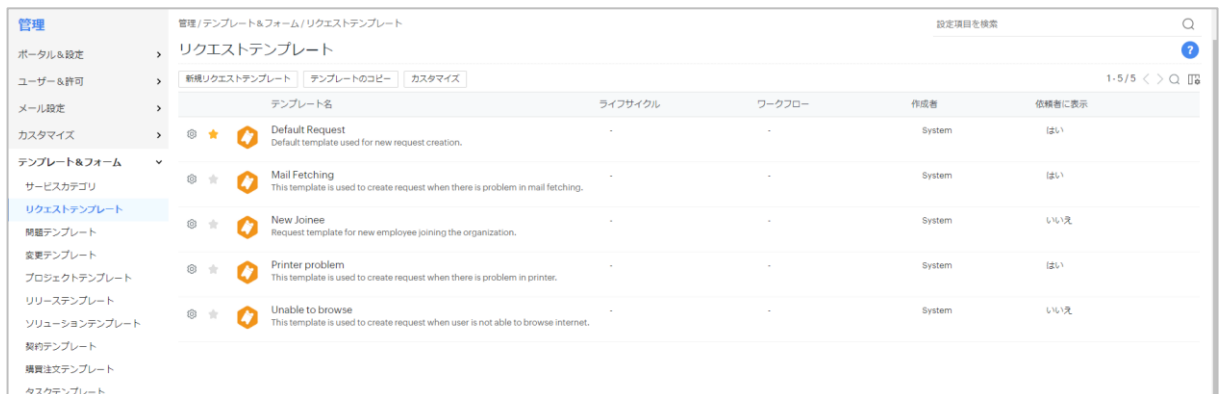 管理
ポータル&設定
ユーザー&許可
メール設定
カスタマイズ
テンプレート&フォーム
サービスカテゴリ
リクエストテンプレート
問題テンプレート
変更テンプレート
プロジェクトテンプレート
リリーステンプレート
ソリューションテンプレート
契約テンプレート
購買注文テンプレート
タスクテンプレート
管理/テンプレート&フォーム/リクエストテンプレート
設定項目を検索
リクエストテンプレート
新規リクエストテンプレート テンプレートのコピー カスタマイズ
1-5/5
テンプレート名 ライフサイクル ワークフロー 作成者 依頼者に表示
Default Request - - System はい
Default template used for new request creation.
Mail Fetching - - System はい
This template is used to create request when there is problem in mail fetching.
New Joinee - - System いいえ
Request template for new employee joining the organization.
Printer problem - - System はい
This template is used to create request when there is problem in printer.
Unable to browse - - System いいえ
This template is used to create request when user is not able to browse internet.